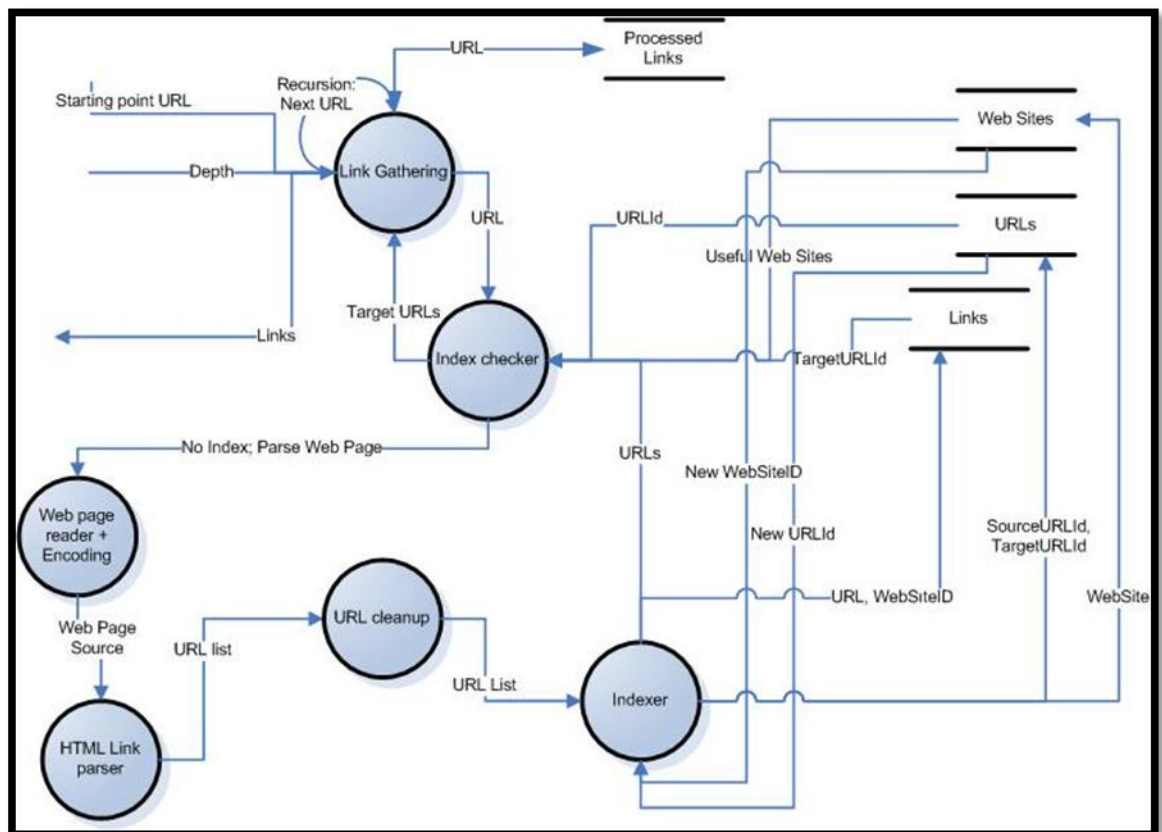 URL
Processed
Links
Recursion:
Next URL
Starting point URL
Web Sites
Depth
Link Gathering
URL
URLId
URLs
Useful Web Sites
Target URLs
Links
Links
Index checker
TargetURLId
No Index; Parse Web Page
URLs
New WebSiteID
Web page
reader +
Encoding
New URLId
SourceURLId,
TargetURLId
URL, WebSiteID
WebSite
URL cleanup
Web Page
Source
URL list
URL List
Indexer
HTML Link
parser